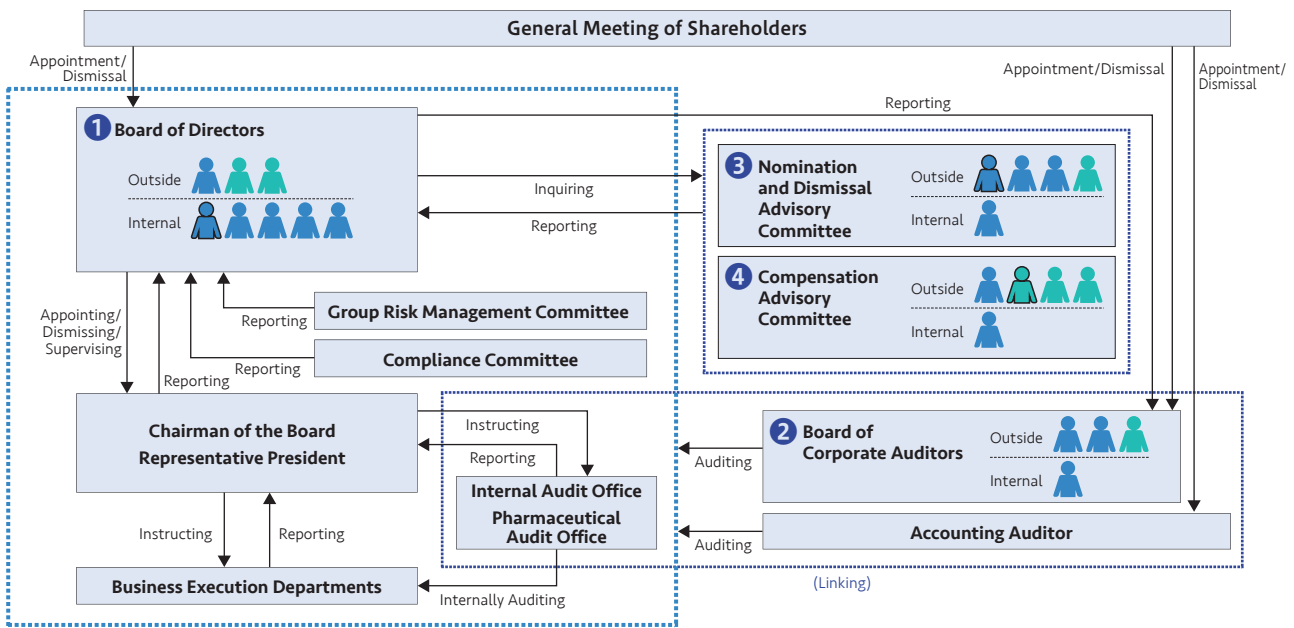 General Meeting of Shareholders
Appointment/
Dismissal
Appointment/Dismissal
Appointment/
Dismissal
Reporting
1 Board of Directors
Outside
Internal
Inquiring
Reporting
3 Nomination
and Dismissal
Advisory
Committee
Outside
Internal
4 Compensation
Advisory
Committee
Outside
Internal
Appointing/
Dismissing/
Supervising
Reporting
Reporting
Group Risk Management Committee
Reporting
Compliance Committee
Chairman of the Board
Representative President
Instructing
Reporting
Internal Audit Office
Pharmaceutical
Audit Office
Auditing
2 Board of
Corporate Auditors
Outside
Internal
Auditing
Accounting Auditor
Instructing
Reporting
Business Execution Departments
Internally Auditing
(Linking)